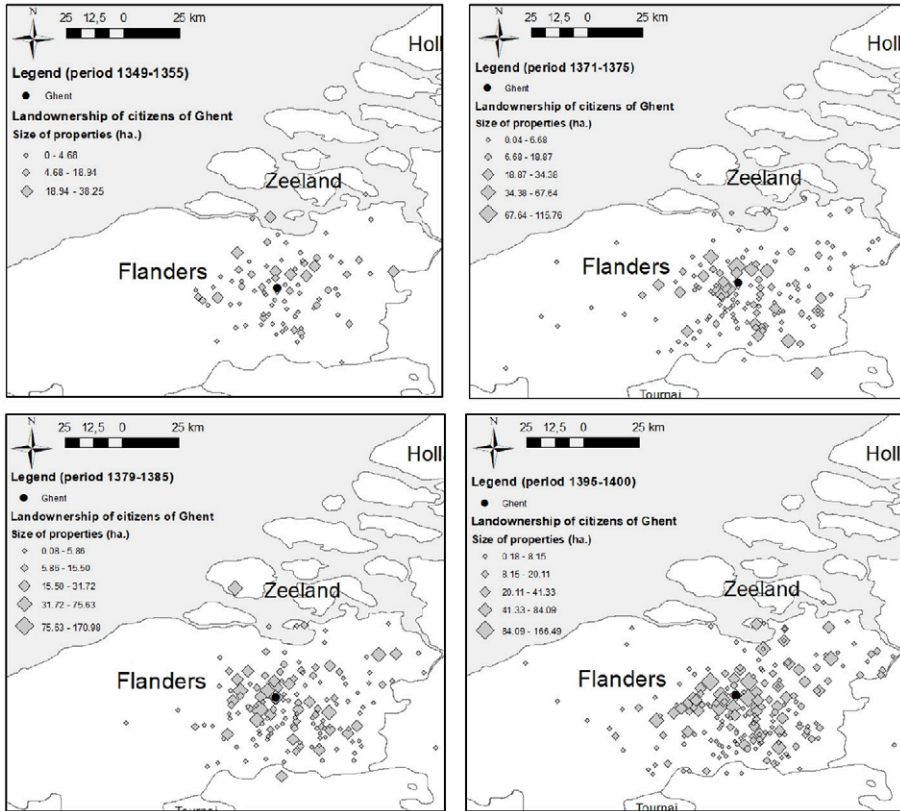 N
25 12,5 0 25 km
Holl
Legend (period 1349-1355)
Ghent
Landownership of citizens of Ghent
Size of properties (ha.)
0 - 4.68
4.68 - 18.94
18.94 - 38.25
Zeeland
Flanders
N
25 12,5 0 25 km
Holl
Legend (period 1371-1375)
Ghent
Landownership of citizens of Ghent
Size of properties (ha.)
0.04 - 6.68
6.68 - 18.87
18.87 - 34.38
34.38 - 67.64
67.64 - 115.76
Zeeland
Flanders
Tournai
N
25 12,5 0 25 km
Holl
Legend (period 1379-1385)
Ghent
Landownership of citizens of Ghent
Size of properties (ha.)
0.08 - 5.86
5.86 - 15.50
15.50 - 31.72
31.72 - 75.63
75.63 - 170.98
Zeeland
Flanders
Tournai
N
25 12,5 0 25 km
Holl
Legend (period 1395-1400)
Ghent
Landownership of citizens of Ghent
Size of properties (ha.)
0.18 - 8.15
8.15 - 20.11
20.11 - 41.33
41.33 - 84.09
84.09 - 166.49
Zeeland
Flanders
Tournai